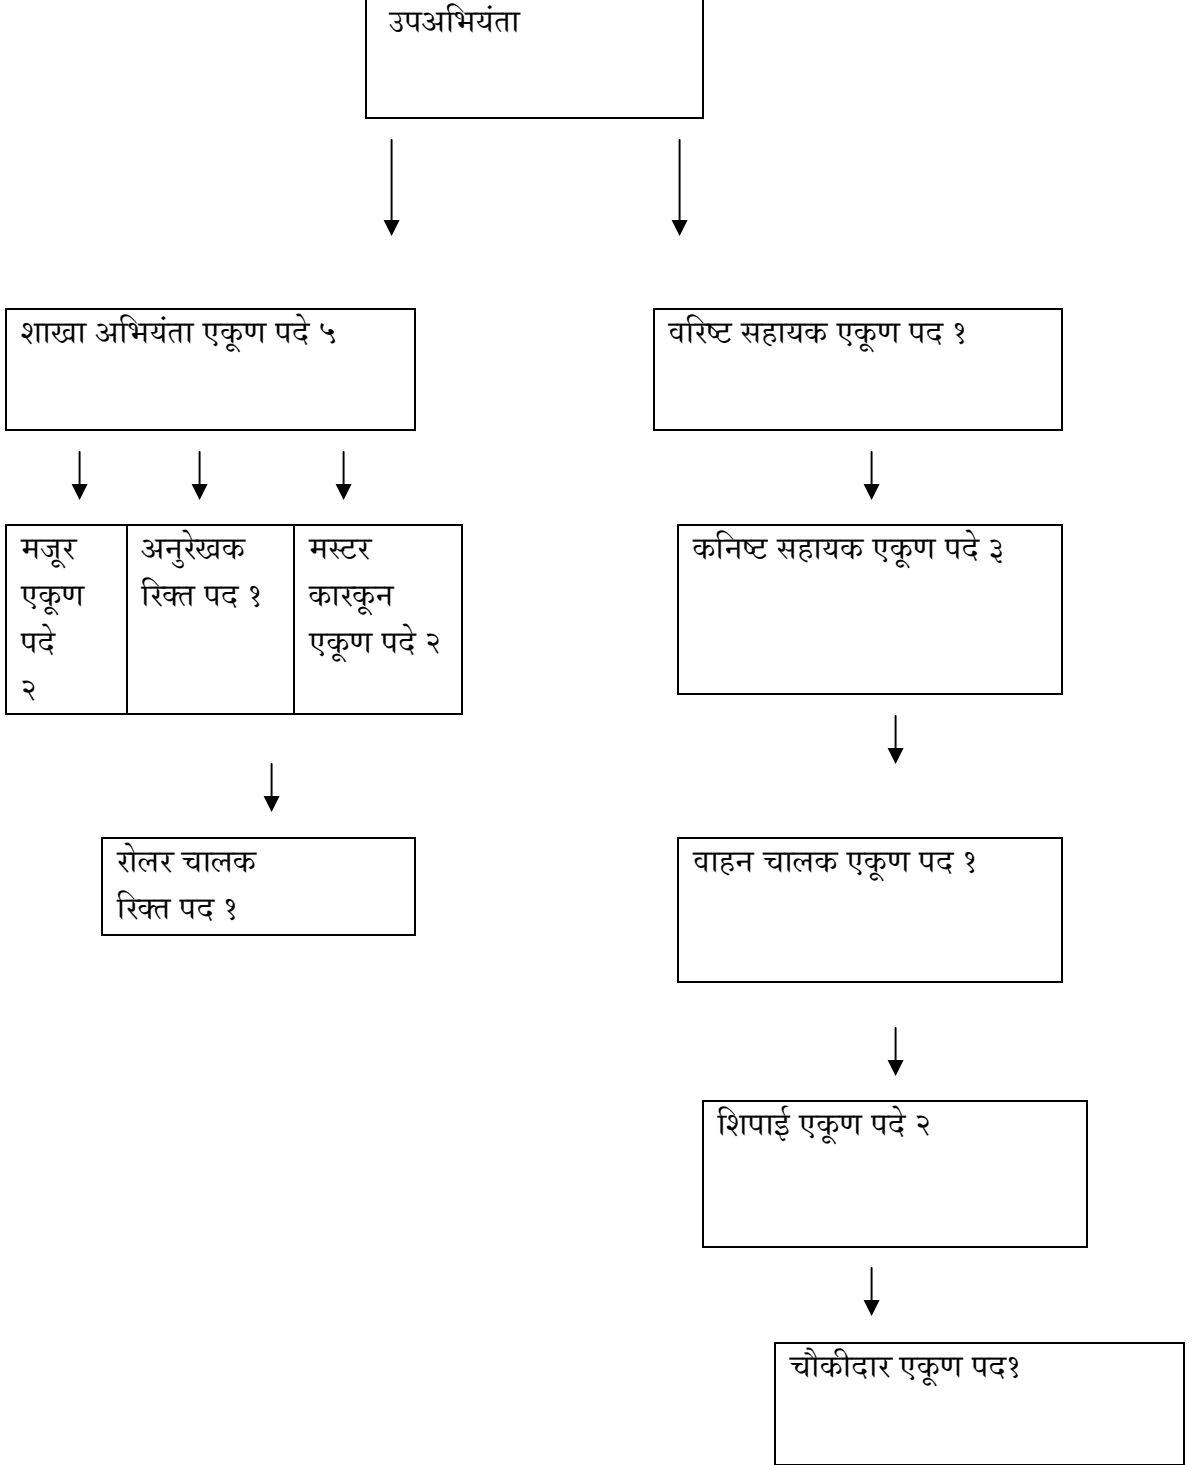 उपअभियंता
शाखा अभियंता एकूण पदे ५
वरिष्ट सहायक एकूण पद १
मजूर
एकूण
पदे
२
अनुरेखक
रिक्त पद १
मस्टर
कारकून
एकूण पदे २
कनिष्ट सहायक एकूण पदे ३
रोलर चालक
रिक्त पद १
वाहन चालक एकूण पद १
शिपाई एकूण पदे २
चौकीदार एकूण पद१